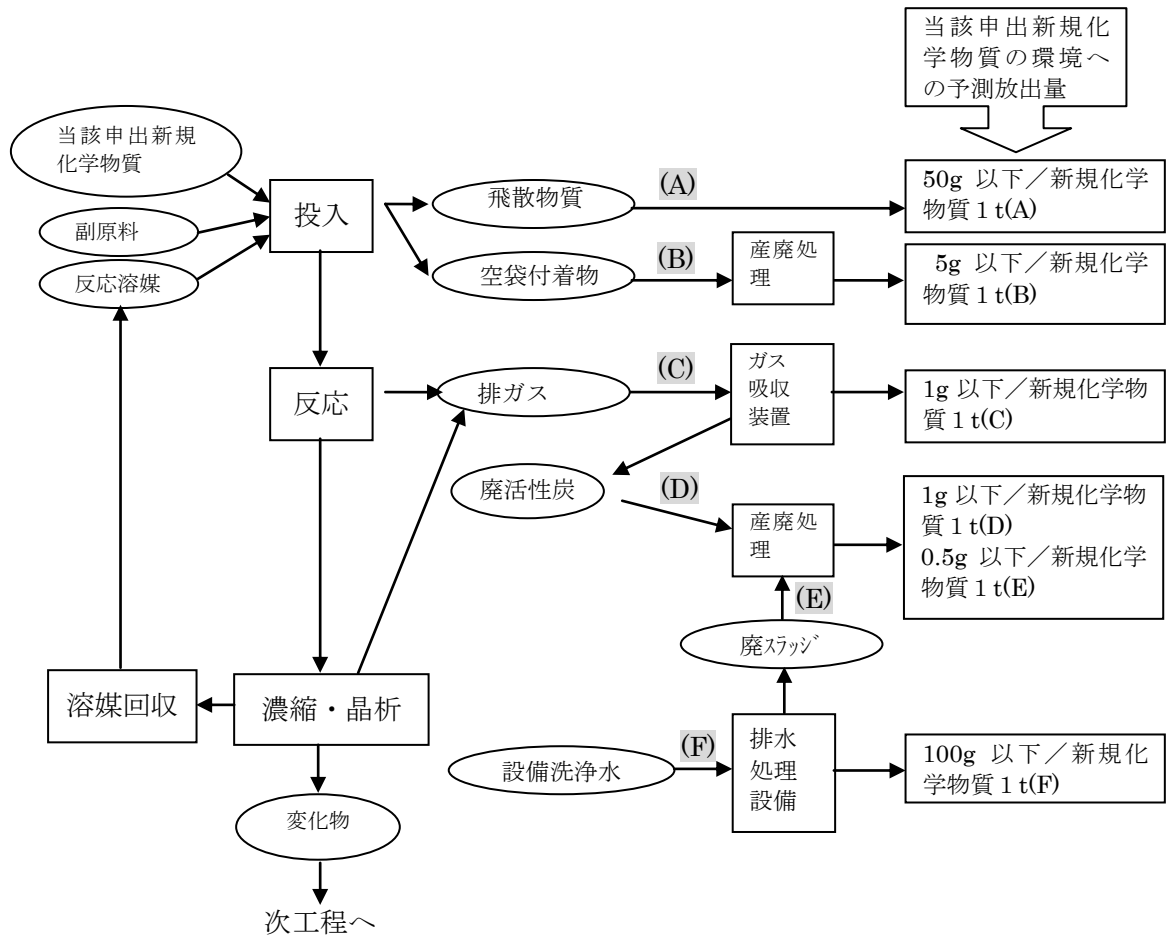 当該申出新規化
学物質の環境へ
の予測放出量
当該申出新規
化学物質
副原料
反応溶媒
投入
飛散物質
(A)
50g 以下／新規化学
物質１t(A)
空袋付着物
(B)
産廃処
理
5g 以下／新規化学
物質１t(B)
反応
排ガス
(C)
ガス
吸収
装置
1g 以下／新規化学物
質１t(C)
廃活性炭
(D)
産廃処
理
1g 以下／新規化学物
質１t(D)
0.5g 以下／新規化学
物質１t(E)
(E)
廃ｽﾗｯｼﾞ
溶媒回収
濃縮・晶析
設備洗浄水
(F)
排水
処理
設備
100g 以下／新規化
学物質１t(F)
変化物
次工程へ